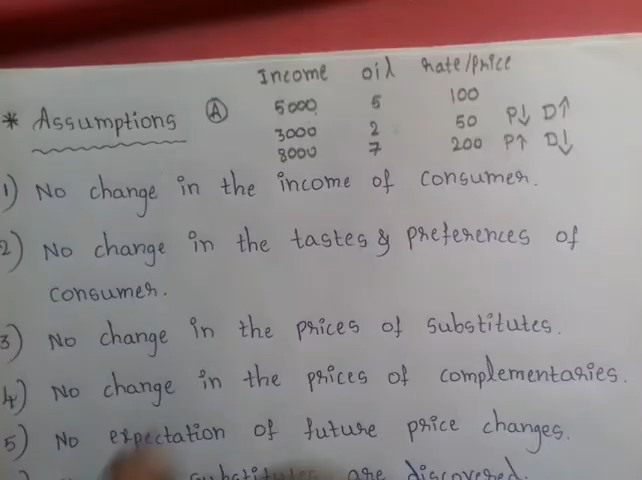 Income oil rate/price
* Assumptions Ⓐ 5000 5 100
3000 2 50 P↓ D↑
8000 7 200 P↑ D↓
1) No change in the income of consumer.
2) No change in the tastes & preferences of
consumer.
3) No change in the prices of substitutes.
4) No change in the prices of complementaries.
5) No expectation of future price changes.
substitutes are discovered.